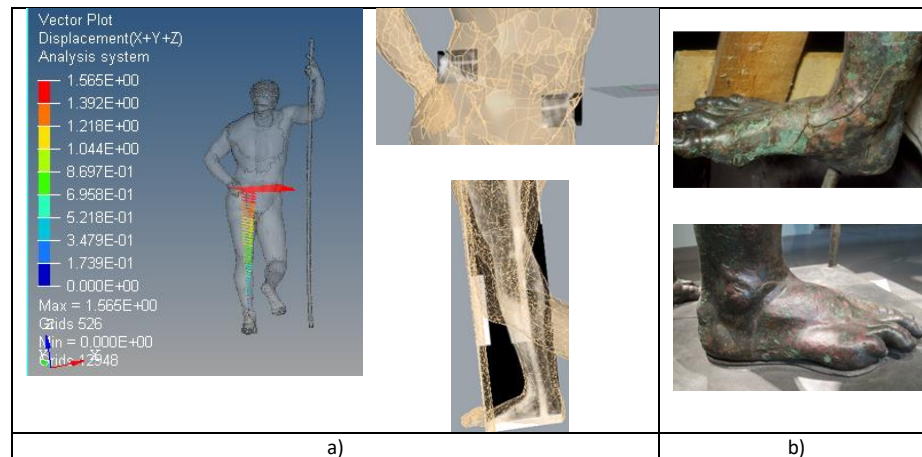 Vector Plot
Displacement(X+Y+Z)
Analysis system
1.565E+00
1.392E+00
1.218E+00
1.044E+00
8.697E-01
6.958E-01
5.218E-01
3.479E-01
1.739E-01
0.000E+00
Max = 1.565E+00
Grids 526
Min = 0.000E+00
Grids 12948
Z
X
a)
b)